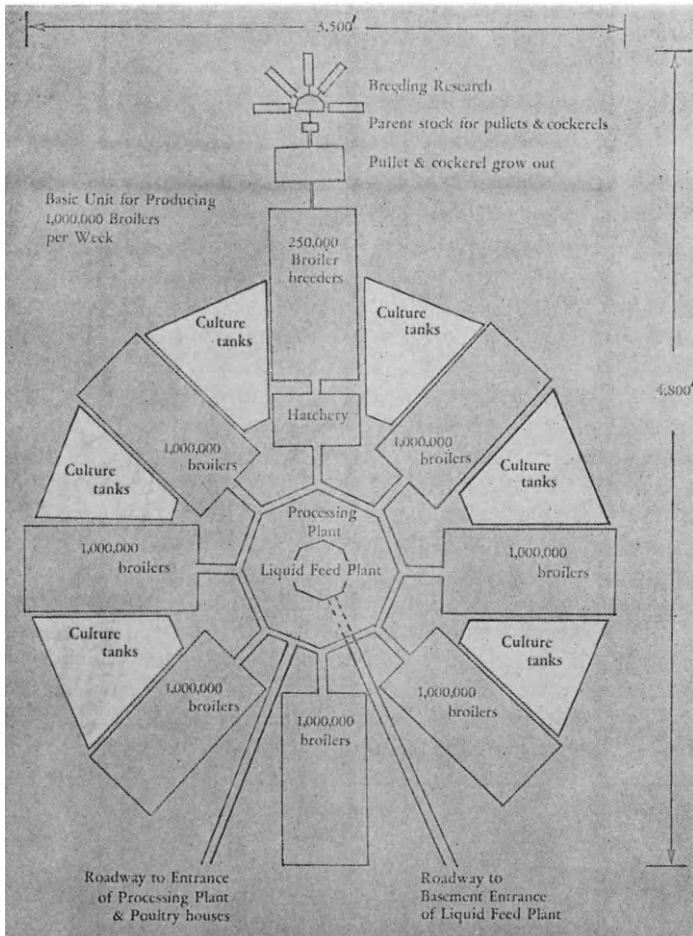 3,500'
Breeding Research
Parent stock for pullets & cockerels
Pullet & cockerel grow out
Basic Unit for Producing
1,000,000 Broilers
per Week
250,000
Broiler
breeders
4,800'
Culture
tanks
Culture
tanks
Hatchery
1,000,000
broilers
1,000,000
broilers
Culture
tanks
Culture
tanks
Processing
Plant
Liquid Feed Plant
1,000,000
broilers
1,000,000
broilers
Culture
tanks
Culture
tanks
1,000,000
broilers
1,000,000
broilers
1,000,000
broilers
Roadway to Entrance
of Processing Plant
& Poultry houses
Roadway to
Basement Entrance
of Liquid Feed Plant